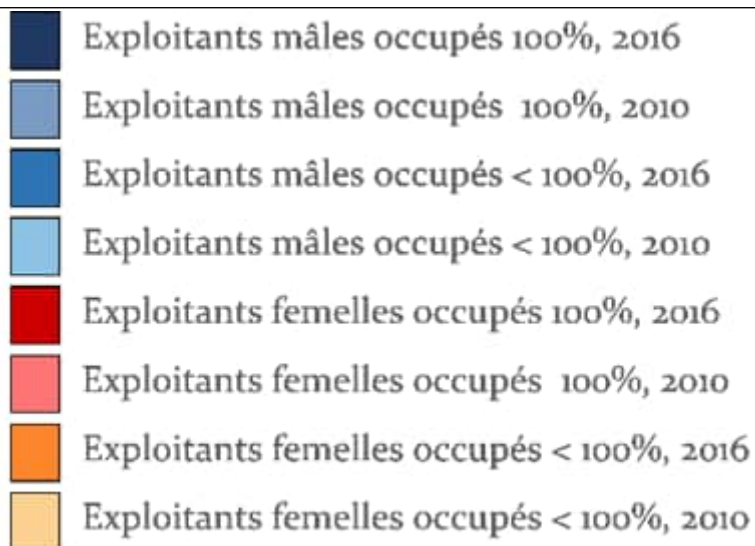 Exploitants mâles occupés 100%, 2016
Exploitants mâles occupés 100%, 2010
Exploitants mâles occupés < 100%, 2016
Exploitants mâles occupés < 100%, 2010
Exploitants femelles occupés 100%, 2016
Exploitants femelles occupés 100%, 2010
Exploitants femelles occupés < 100%, 2016
Exploitants femelles occupés < 100%, 2010